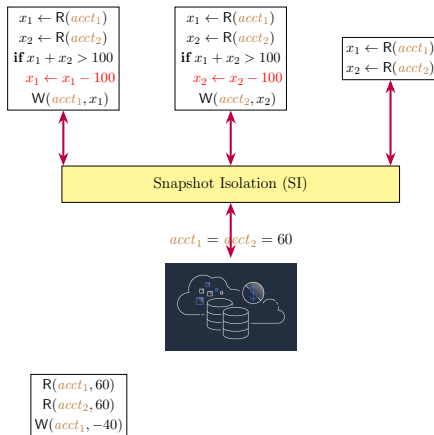 x₁ ← R(acct₁)
x₂ ← R(acct₂)
if x₁ + x₂ > 100
x₁ ← x₁ − 100
W(acct₁, x₁)
x₁ ← R(acct₁)
x₂ ← R(acct₂)
if x₁ + x₂ > 100
x₂ ← x₂ − 100
W(acct₂, x₂)
x₁ ← R(acct₁)
x₂ ← R(acct₂)
Snapshot Isolation (SI)
acct₁ = acct₂ = 60
R(acct₁, 60)
R(acct₂, 60)
W(acct₁, −40)